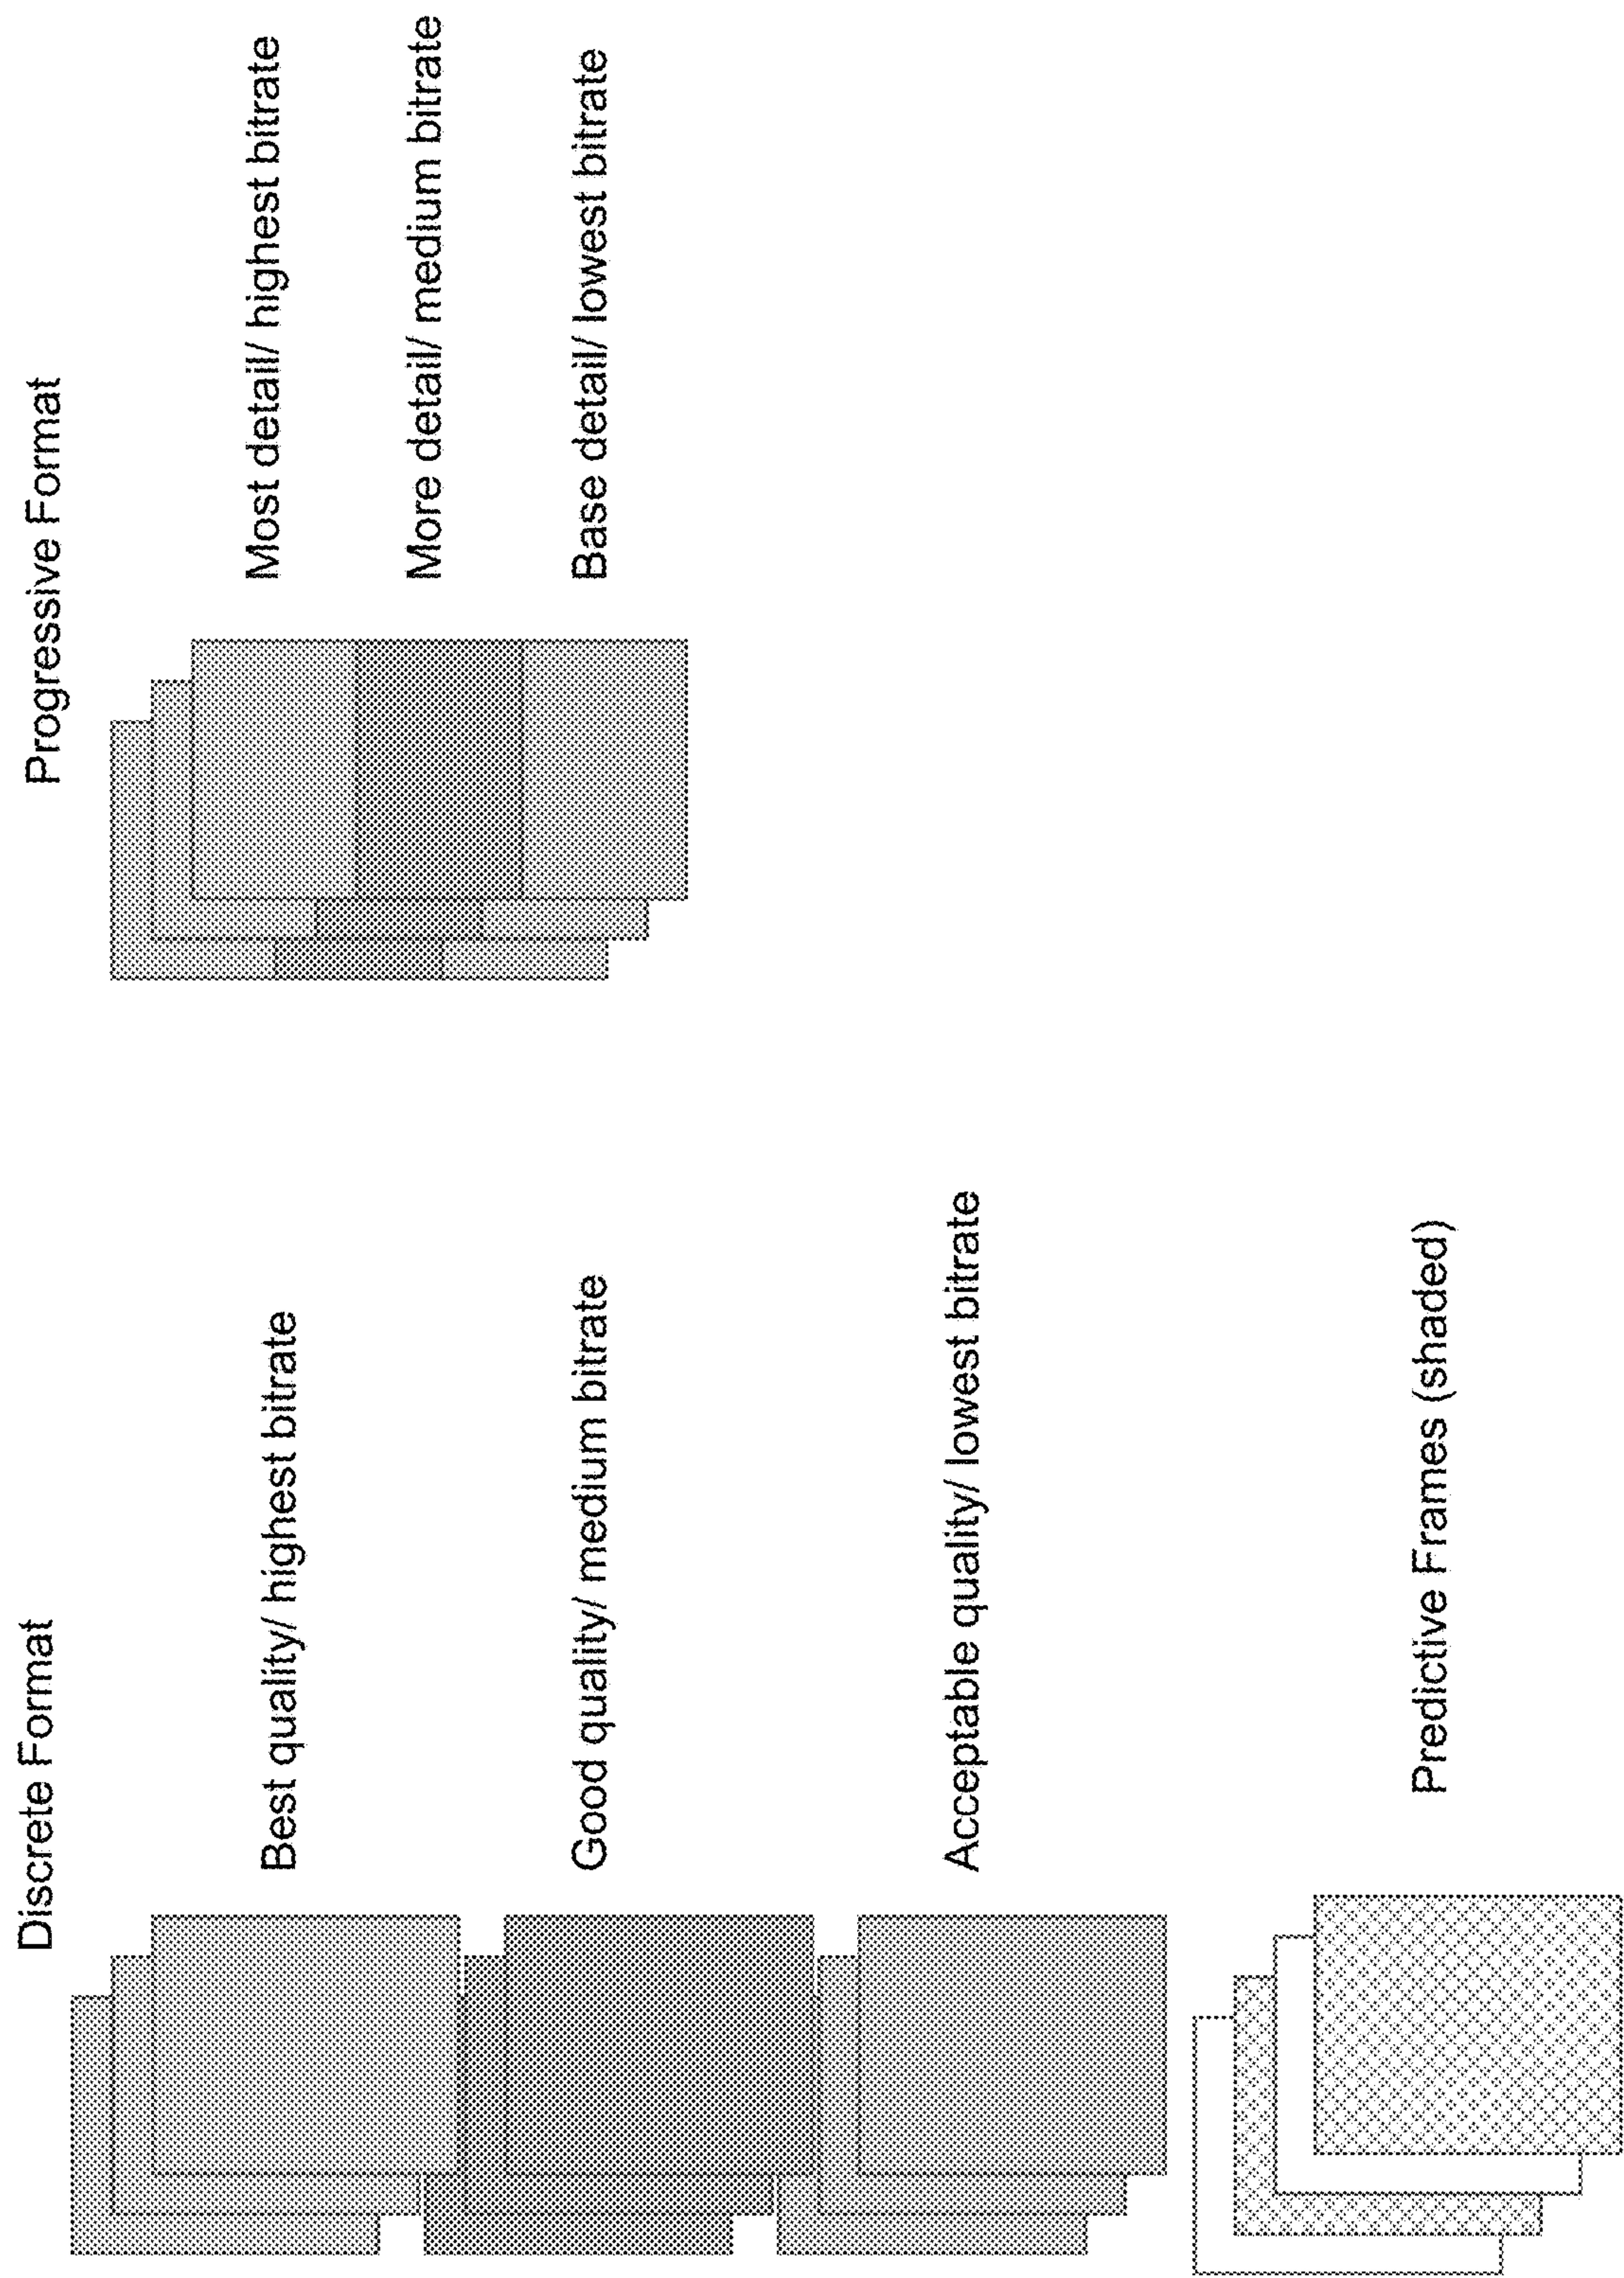 Discrete Format
Best quality/ highest bitrate
Good quality/ medium bitrate
Acceptable quality/ lowest bitrate
Predictive Frames (shaded)
Progressive Format
Most detail/ highest bitrate
More detail/ medium bitrate
Base detail/ lowest bitrate